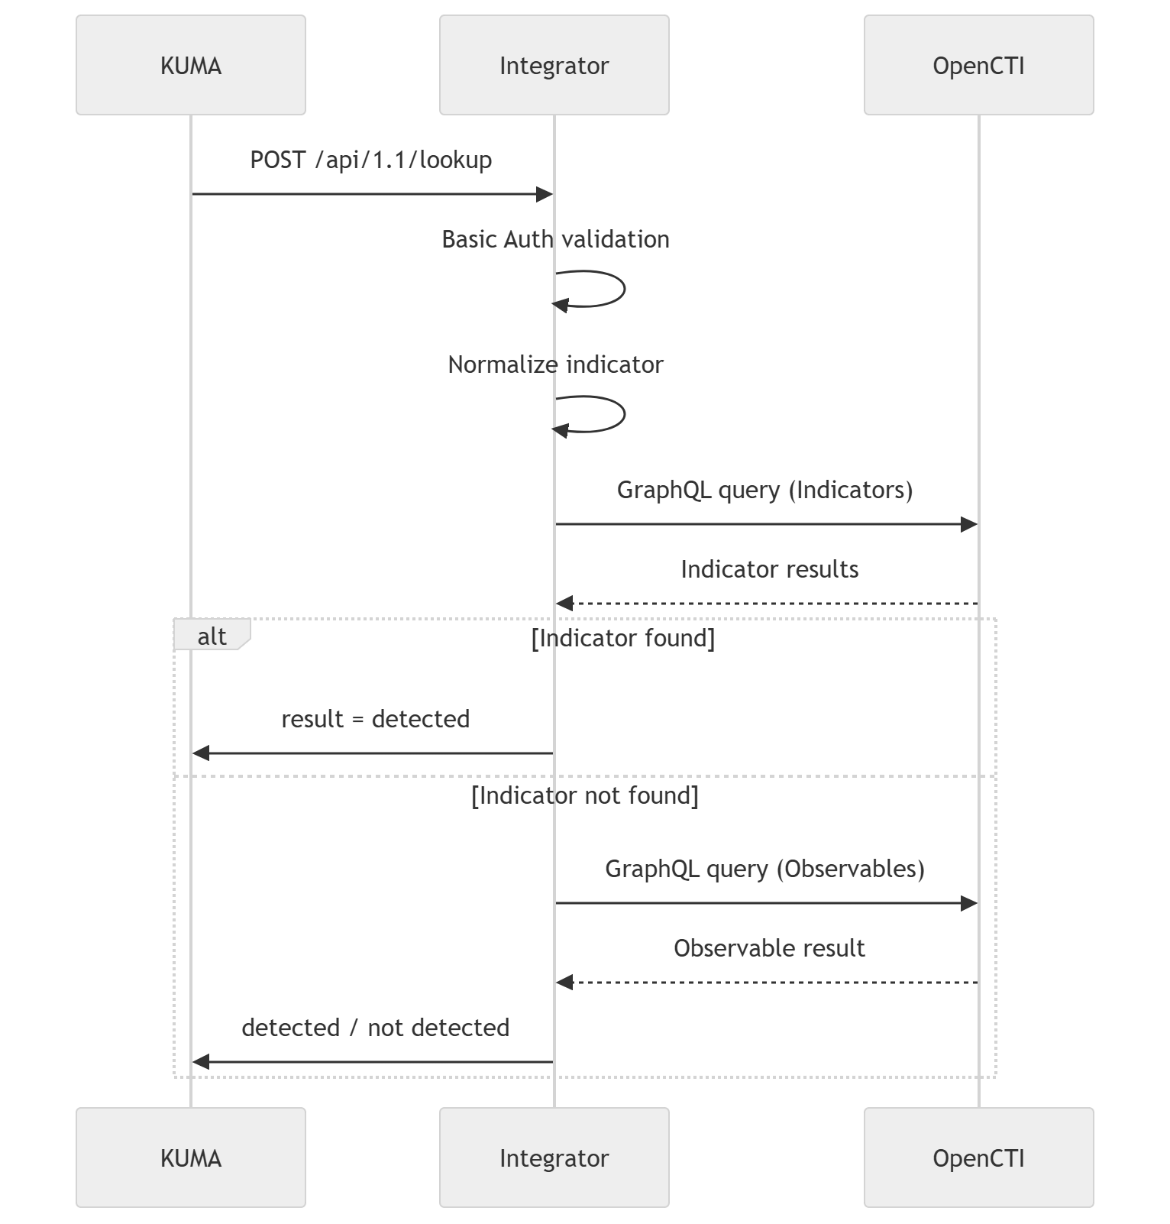 KUMA
Integrator
OpenCTI
POST /api/1.1/lookup
Basic Auth validation
Normalize indicator
GraphQL query (Indicators)
Indicator results
alt
[Indicator found]
result = detected
[Indicator not found]
GraphQL query (Observables)
Observable result
detected / not detected
KUMA
Integrator
OpenCTI